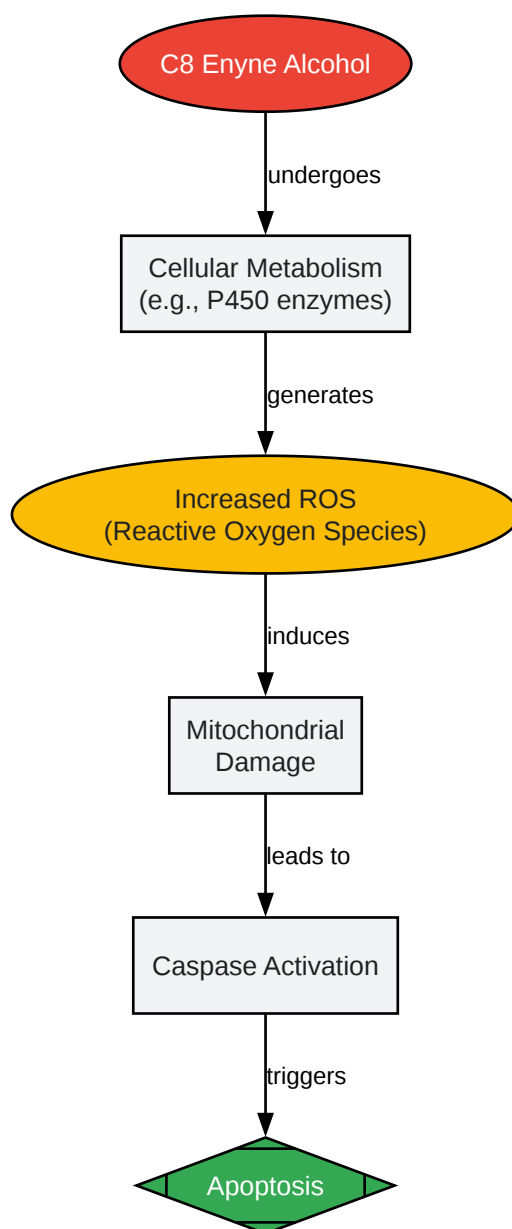 C8 Enyne Alcohol
undergoes
Cellular Metabolism
(e.g., P450 enzymes)
generates
Increased ROS
(Reactive Oxygen Species)
induces
Mitochondrial
Damage
leads to
Caspase Activation
triggers
Apoptosis